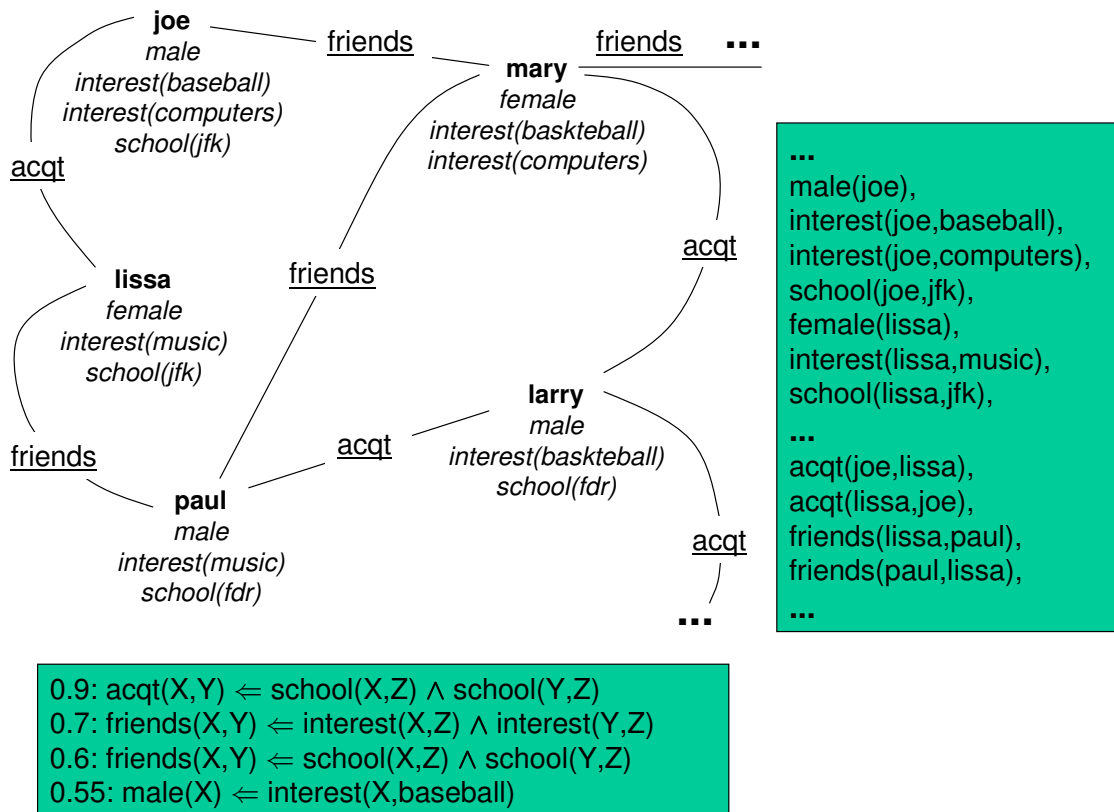 joe
male
interest(baseball)
interest(computers)
school(jfk)
friends
friends ...
mary
female
interest(baskteball)
interest(computers)
acqt
acqt
lissa
female
interest(music)
school(jfk)
friends
larry
male
interest(baskteball)
school(fdr)
friends
acqt
paul
male
interest(music)
school(fdr)
acqt
...
...
male(joe),
interest(joe,baseball),
interest(joe,computers),
school(joe,jfk),
female(lissa),
interest(lissa,music),
school(lissa,jfk),
...
acqt(joe,lissa),
acqt(lissa,joe),
friends(lissa,paul),
friends(paul,lissa),
...
0.9: acqt(X,Y) ⇐ school(X,Z) ∧ school(Y,Z)
0.7: friends(X,Y) ⇐ interest(X,Z) ∧ interest(Y,Z)
0.6: friends(X,Y) ⇐ school(X,Z) ∧ school(Y,Z)
0.55: male(X) ⇐ interest(X,baseball)